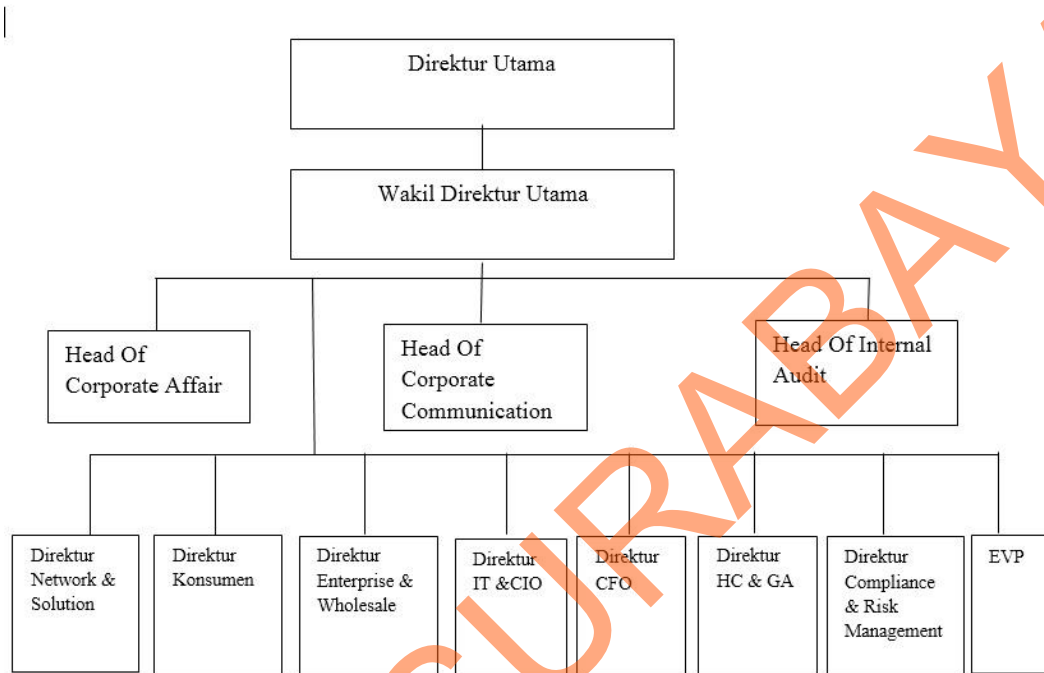 Direktur Utama
Wakil Direktur Utama
Head Of
Corporate Affair
Head Of
Corporate
Communication
Head Of Internal
Audit
Direktur
Network &
Solution
Direktur
Konsumen
Direktur
Enterprise &
Wholesale
Direktur
IT &CIO
Direktur
CFO
Direktur
HC & GA
Direktur
Compliance
& Risk
Management
EVP
SURABAY